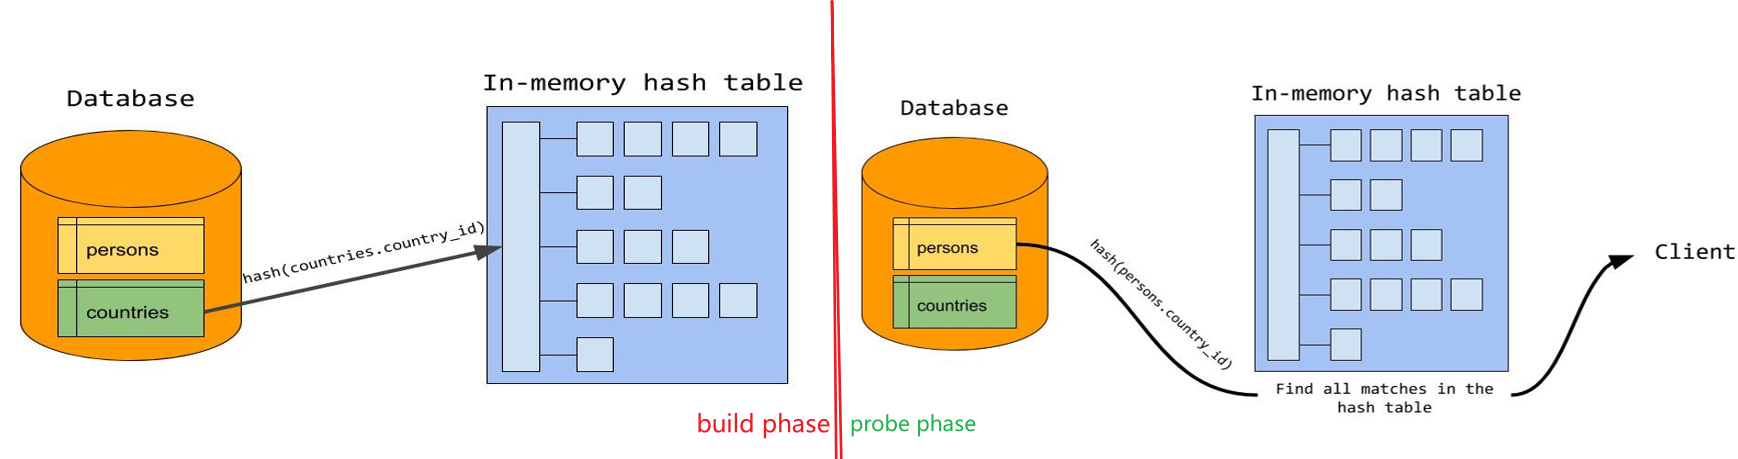 Database
In-memory hash table
persons
countries
hash(countries.country_id)
build phase
Database
In-memory hash table
persons
countries
hash(persons.country_id)
Find all matches in the
hash table
Client
probe phase